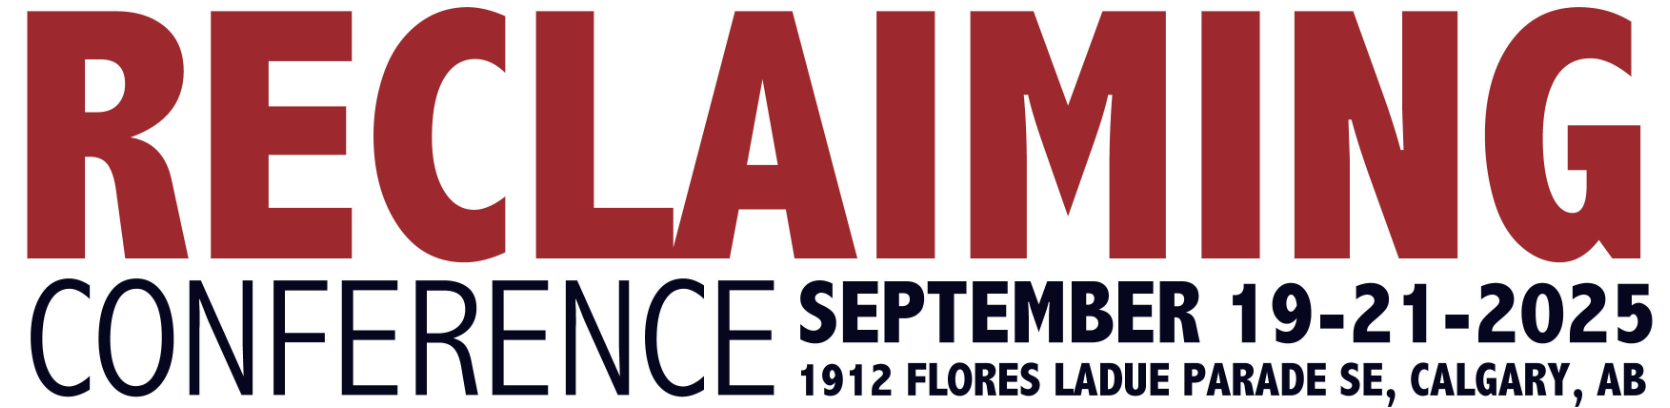 RECLAIMING
CONFERENCE
SEPTEMBER 19-21-2025
1912 FLORES LADUE PARADE SE, CALGARY, AB